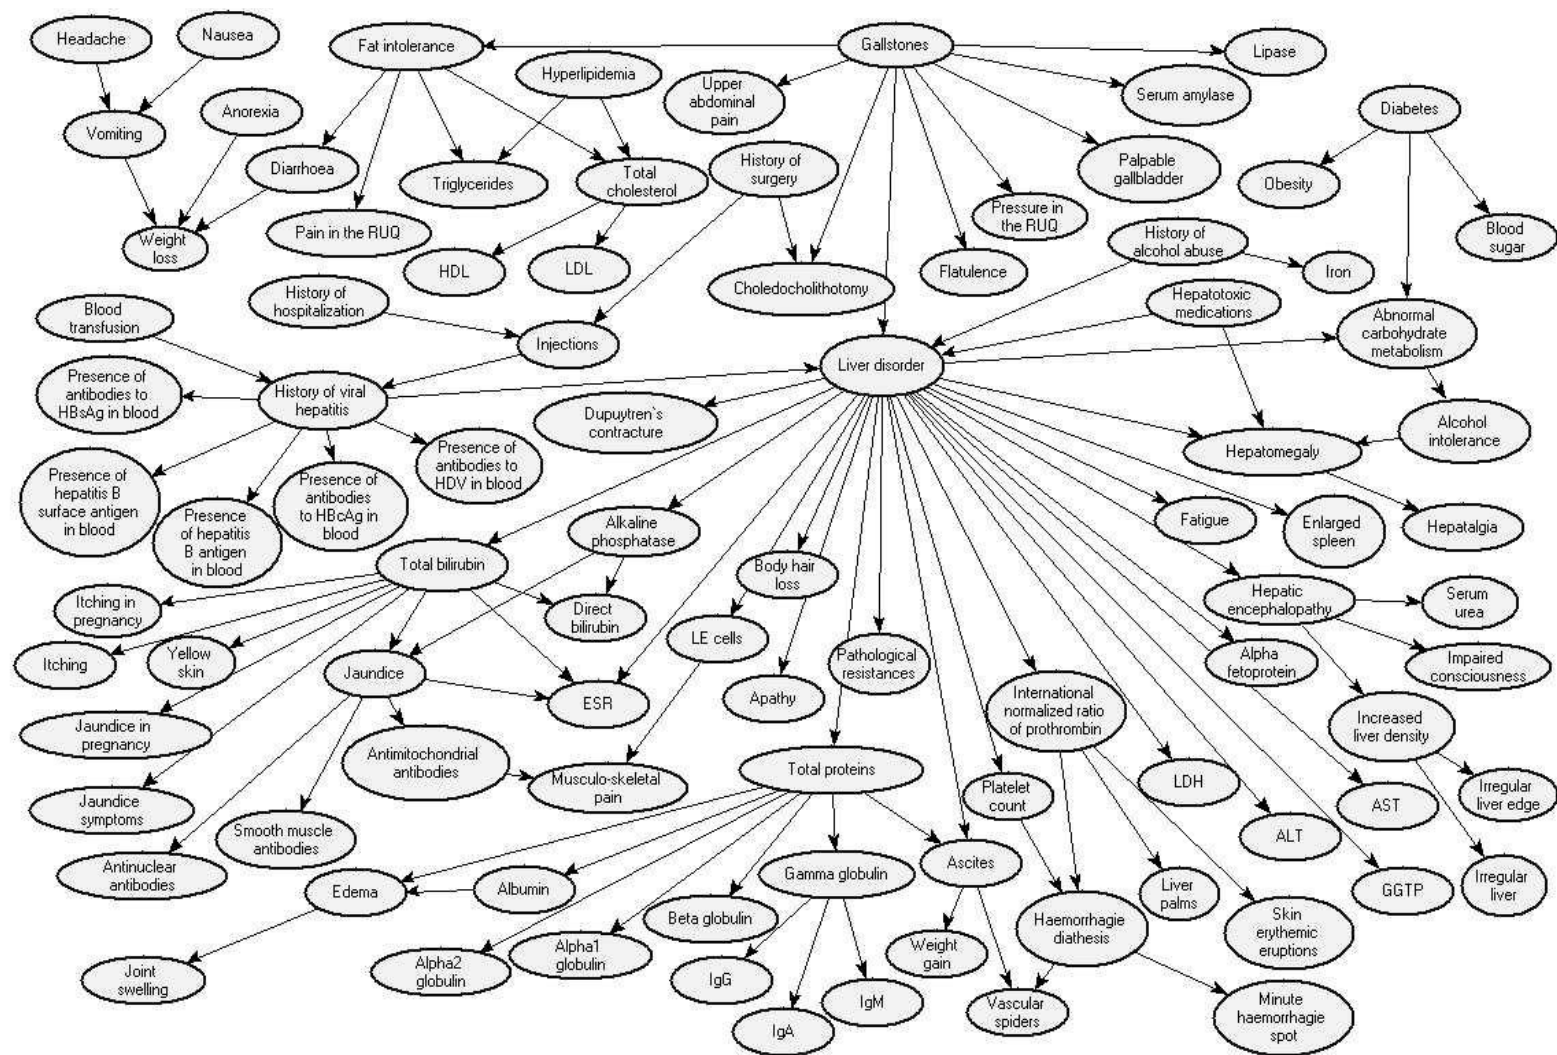 Headache
Nausea
Fat intolerance
Gallstones
Lipase
Hyperlipidemia
Upper
abdominal
pain
Serum amylase
Anorexia
Diabetes
Vomiting
Diarrhoea
Triglycerides
Total
cholesterol
History of
surgery
Palpable
gallbladder
Obesity
Pain in the RUQ
Pressure in
the RUQ
Weight
loss
History of
alcohol abuse
Blood
sugar
HDL
LDL
Flatulence
Iron
Choledocholithotomy
History of
hospitalization
Hepatotoxic
medications
Blood
transfusion
Injections
Abnormal
carbohydrate
metabolism
Liver disorder
Presence of
antibodies to
HBsAg in blood
History of viral
hepatitis
Dupuytren`s
contracture
Alcohol
intolerance
Hepatomegaly
Presence of
antibodies to
HDV in blood
Presence of
hepatitis B
surface antigen
in blood
Presence of
antibodies
to HBcAg in
blood
Presence
of hepatitis
B antigen
in blood
Alkaline
phosphatase
Fatigue
Enlarged
spleen
Hepatalgia
Total bilirubin
Body hair
loss
Itching in
pregnancy
Direct
bilirubin
Hepatic
encephalopathy
Serum
urea
LE cells
Itching
Yellow
skin
Jaundice
Pathological
resistances
Alpha
fetoprotein
Impaired
consciousness
ESR
Apathy
International
normalized ratio
of prothrombin
Jaundice in
pregnancy
Increased
liver density
Antimitochondrial
antibodies
Musculo-skeletal
pain
Total proteins
Platelet
count
LDH
Irregular
liver edge
Jaundice
symptoms
AST
Smooth muscle
antibodies
ALT
Antinuclear
antibodies
Edema
Albumin
Gamma
globulin
Ascites
Liver
palms
GGTP
Irregular
liver
Beta globulin
Haemorrhagie
diathesis
Skin
erythemic
eruptions
Alpha1
globulin
Weight
gain
Joint
swelling
Alpha2
globulin
IgG
IgM
Vascular
spiders
IgA
Minute
haemorrhagie
spot